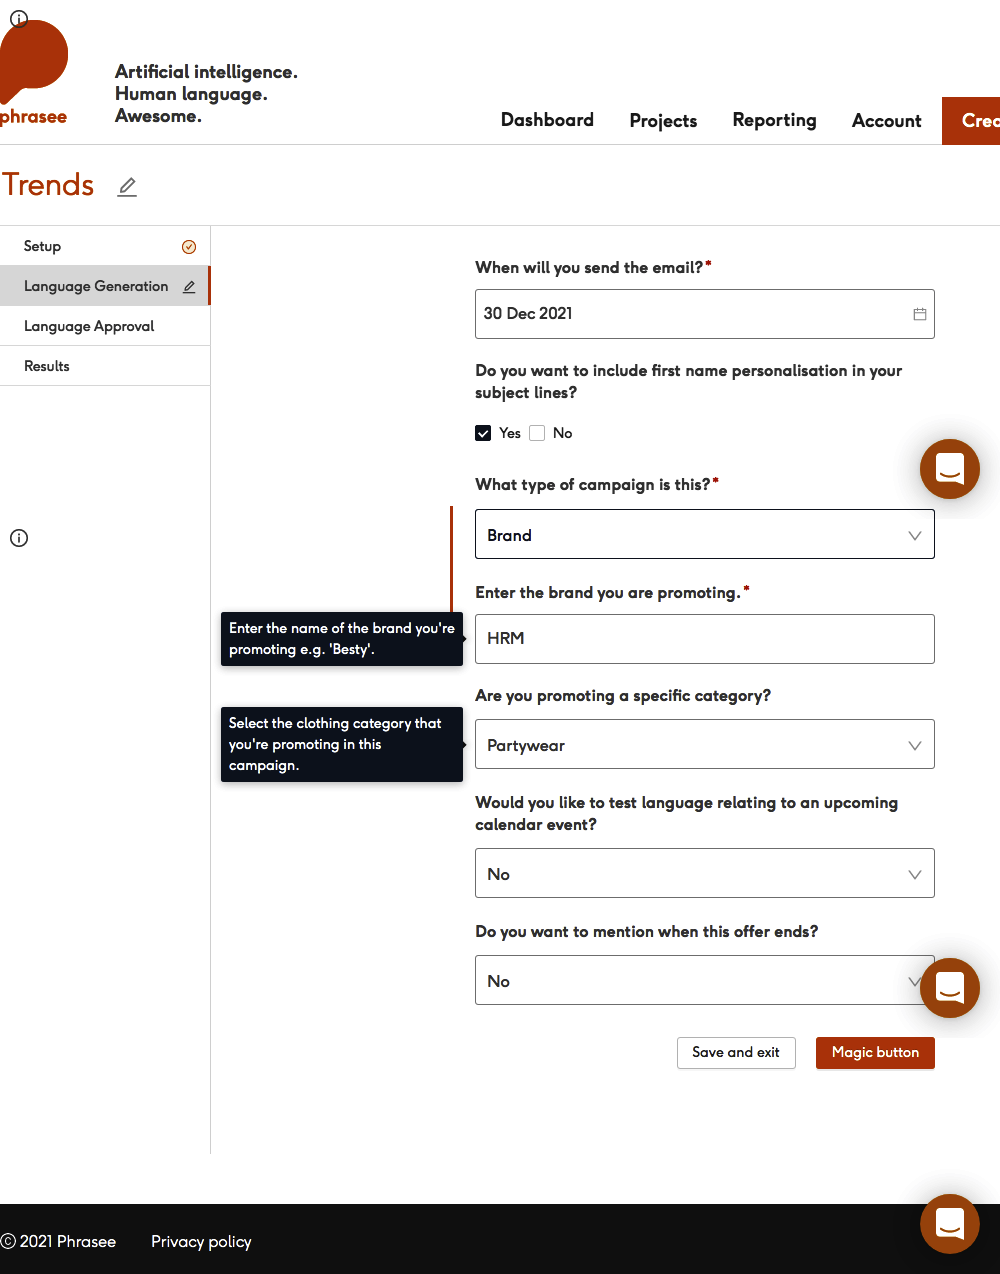 phrasee
Artificial intelligence.
Human language.
Awesome.
Dashboard Projects Reporting Account Crea
Trends
Setup
Language Generation
Language Approval
Results
When will you send the email?*
30 Dec 2021
Do you want to include first name personalisation in your
subject lines?
Yes No
What type of campaign is this?*
Brand
Enter the brand you are promoting.*
Enter the name of the brand you're
promoting e.g. 'Besty'.
HRM
Are you promoting a specific category?
Select the clothing category that
you're promoting in this
campaign.
Partywear
Would you like to test language relating to an upcoming
calendar event?
No
Do you want to mention when this offer ends?
No
Save and exit Magic button
© 2021 Phrasee Privacy policy